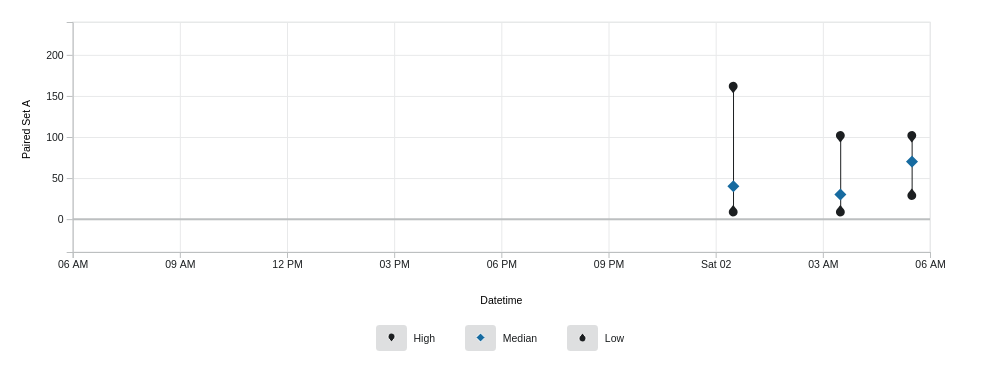 200
150
100
50
0
Paired Set A
06 AM 09 AM 12 PM 03 PM 06 PM 09 PM Sat 02 03 AM 06 AM
Datetime
High Median Low